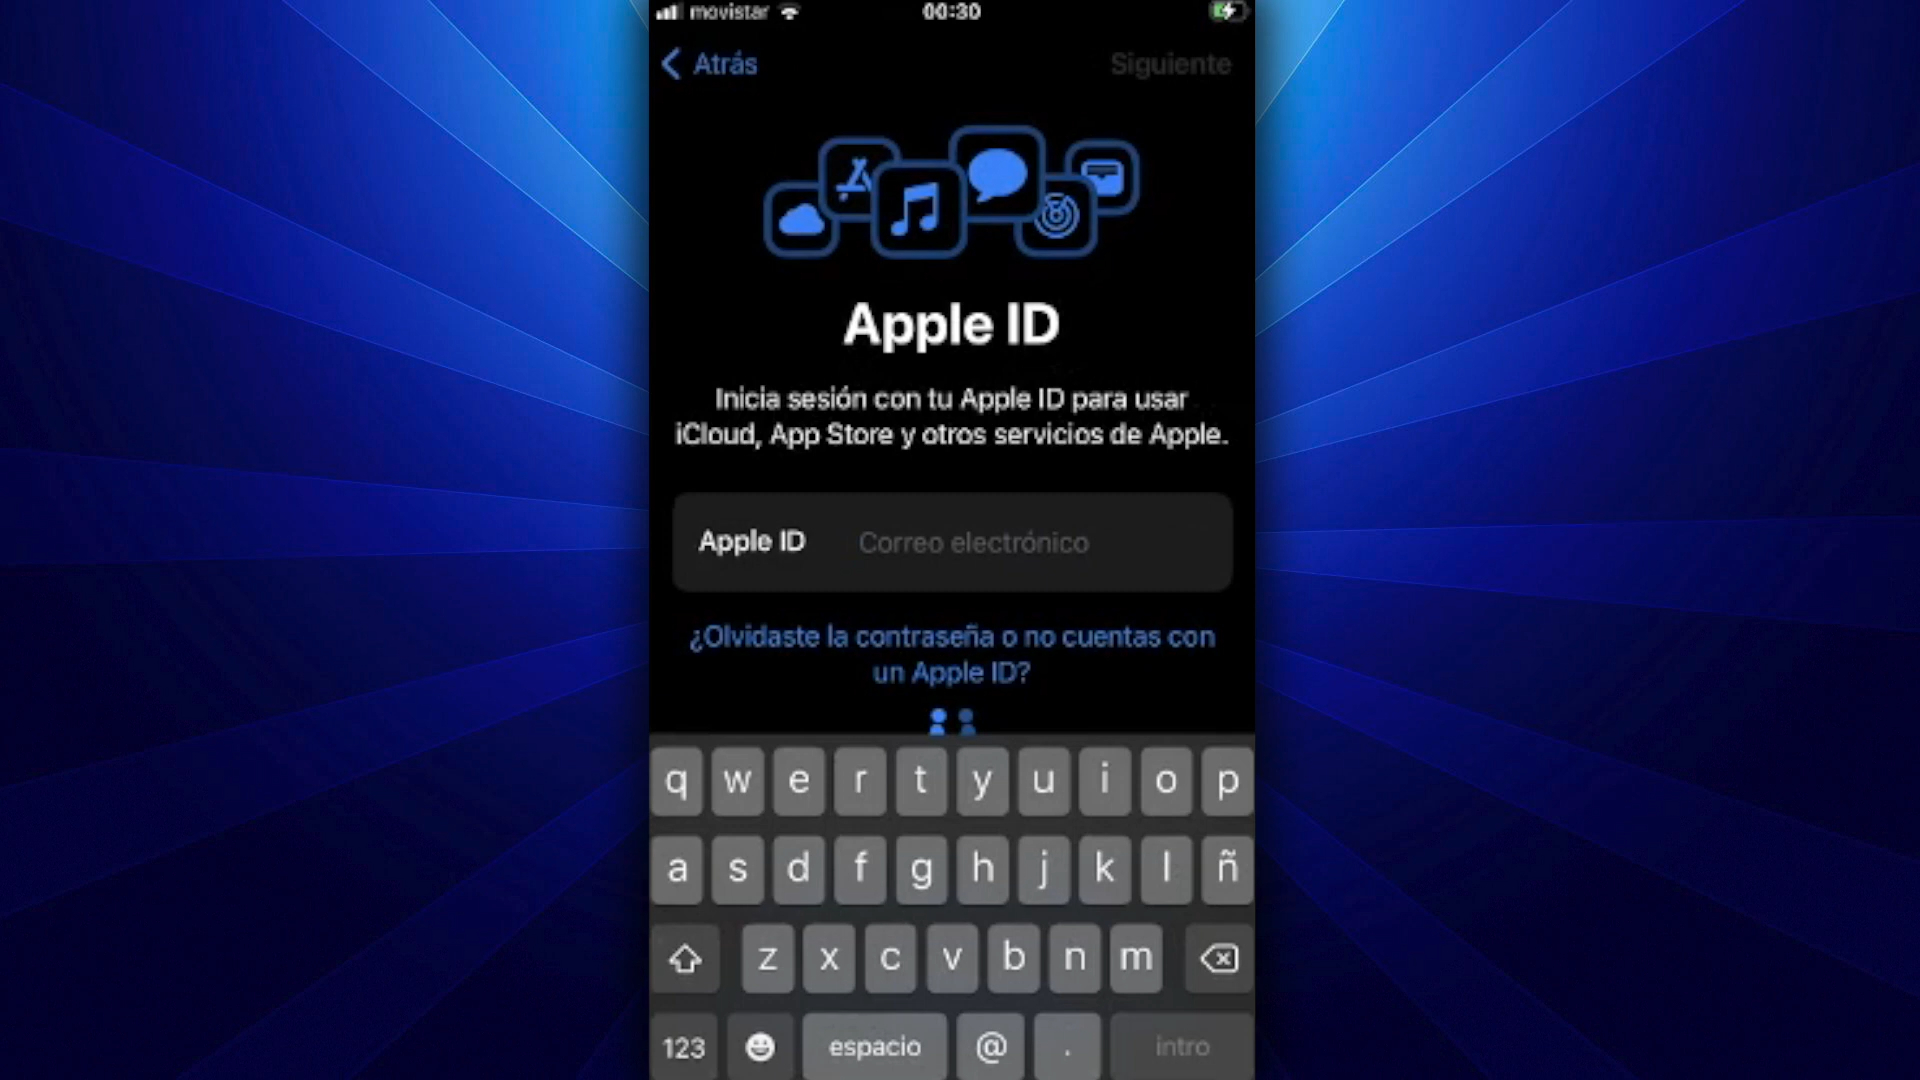 movistar 00:30
Atrás Siguiente
Apple ID
Inicia sesión con tu Apple ID para usar
iCloud, App Store y otros servicios de Apple.
Apple ID Correo electrónico
¿Olvidaste la contraseña o no cuentas con
un Apple ID?
q w e r t y u i o p
a s d f g h j k l ñ
z x c v b n m
123 espacio @ . intro